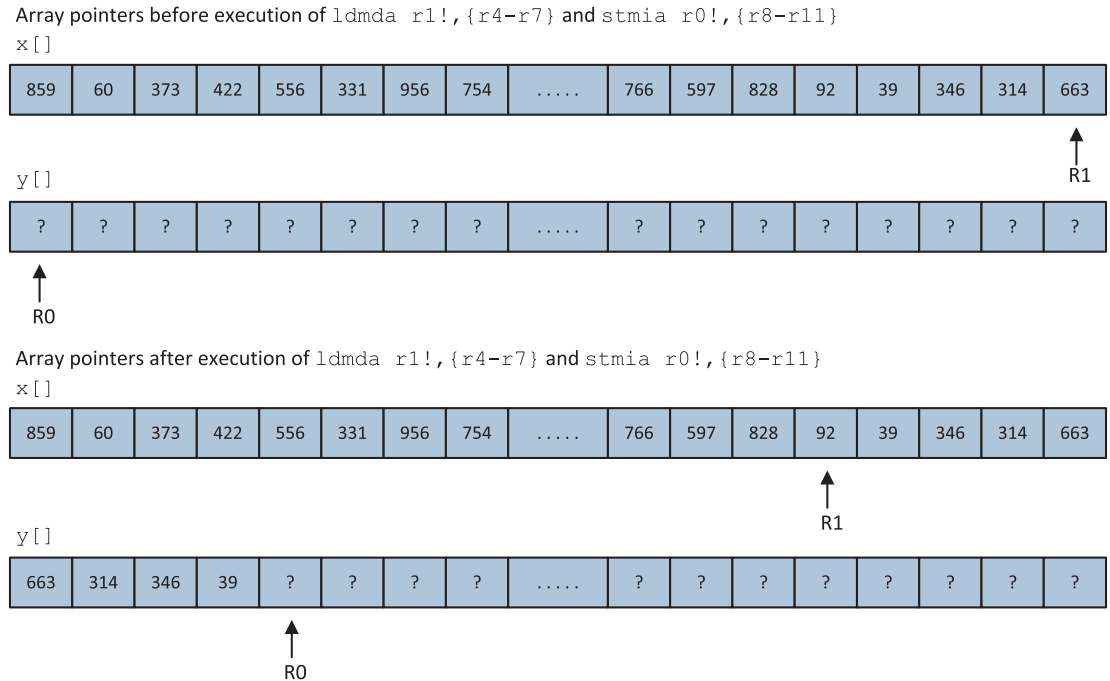 Array pointers before execution of ldmda r1!,{r4-r7} and stmia r0!,{r8-r11}
x[]
859 60 373 422 556 331 956 754 ..... 766 597 828 92 39 346 314 663
R1
y[]
? ? ? ? ? ? ? ? ..... ? ? ? ? ? ? ? ?
R0
Array pointers after execution of ldmda r1!,{r4-r7} and stmia r0!,{r8-r11}
x[]
859 60 373 422 556 331 956 754 ..... 766 597 828 92 39 346 314 663
R1
y[]
663 314 346 39 ? ? ? ? ..... ? ? ? ? ? ? ? ?
R0